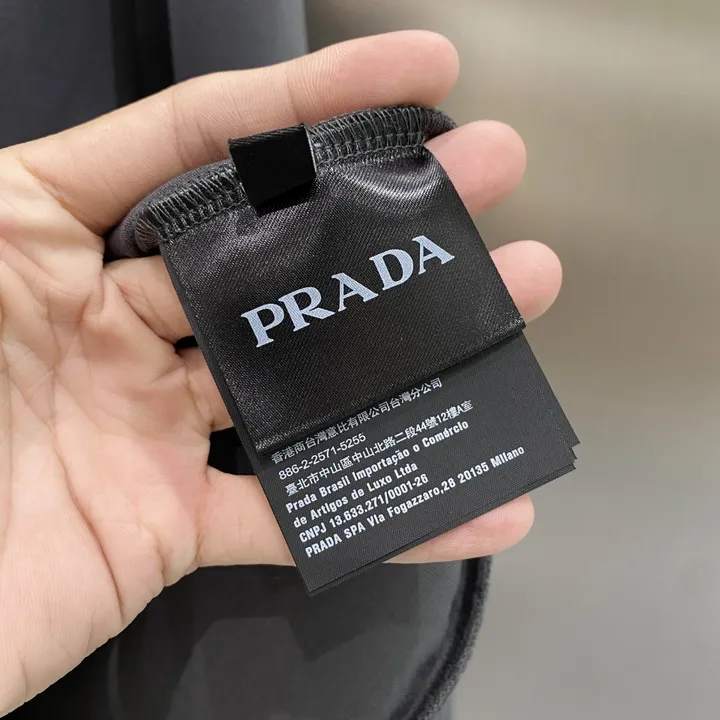 PRADA
香港商台灣意比有限公司台灣分公司
886-2-2571-5255
臺北市中山區中山北路二段44號12樓A室
Prada Brasil Importação o Comércio
de Artigos de Luxo Ltda
CNPJ 13.633.271/0001-26
PRADA SPA Via Fogazzaro,28 20135 Milano